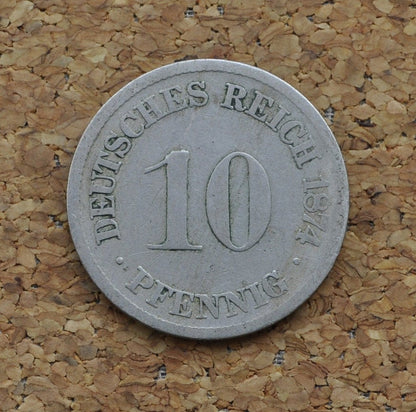 DEUTSCHES REICH 1874
10
PFENNIG